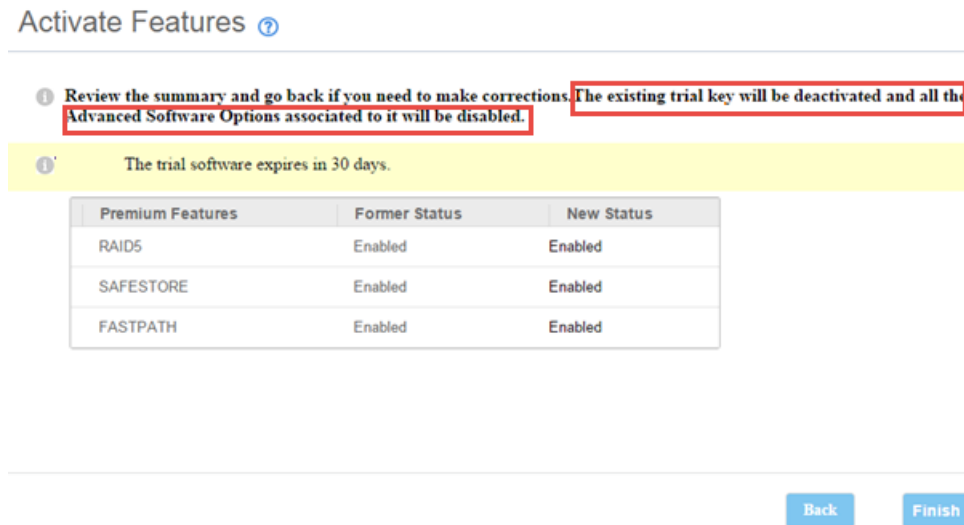 Activate Features ?
Review the summary and go back if you need to make corrections. The existing trial key will be deactivated and all the
Advanced Software Options associated to it will be disabled.
The trial software expires in 30 days.
Premium Features Former Status New Status
RAID5 Enabled Enabled
SAFESTORE Enabled Enabled
FASTPATH Enabled Enabled
Back Finish